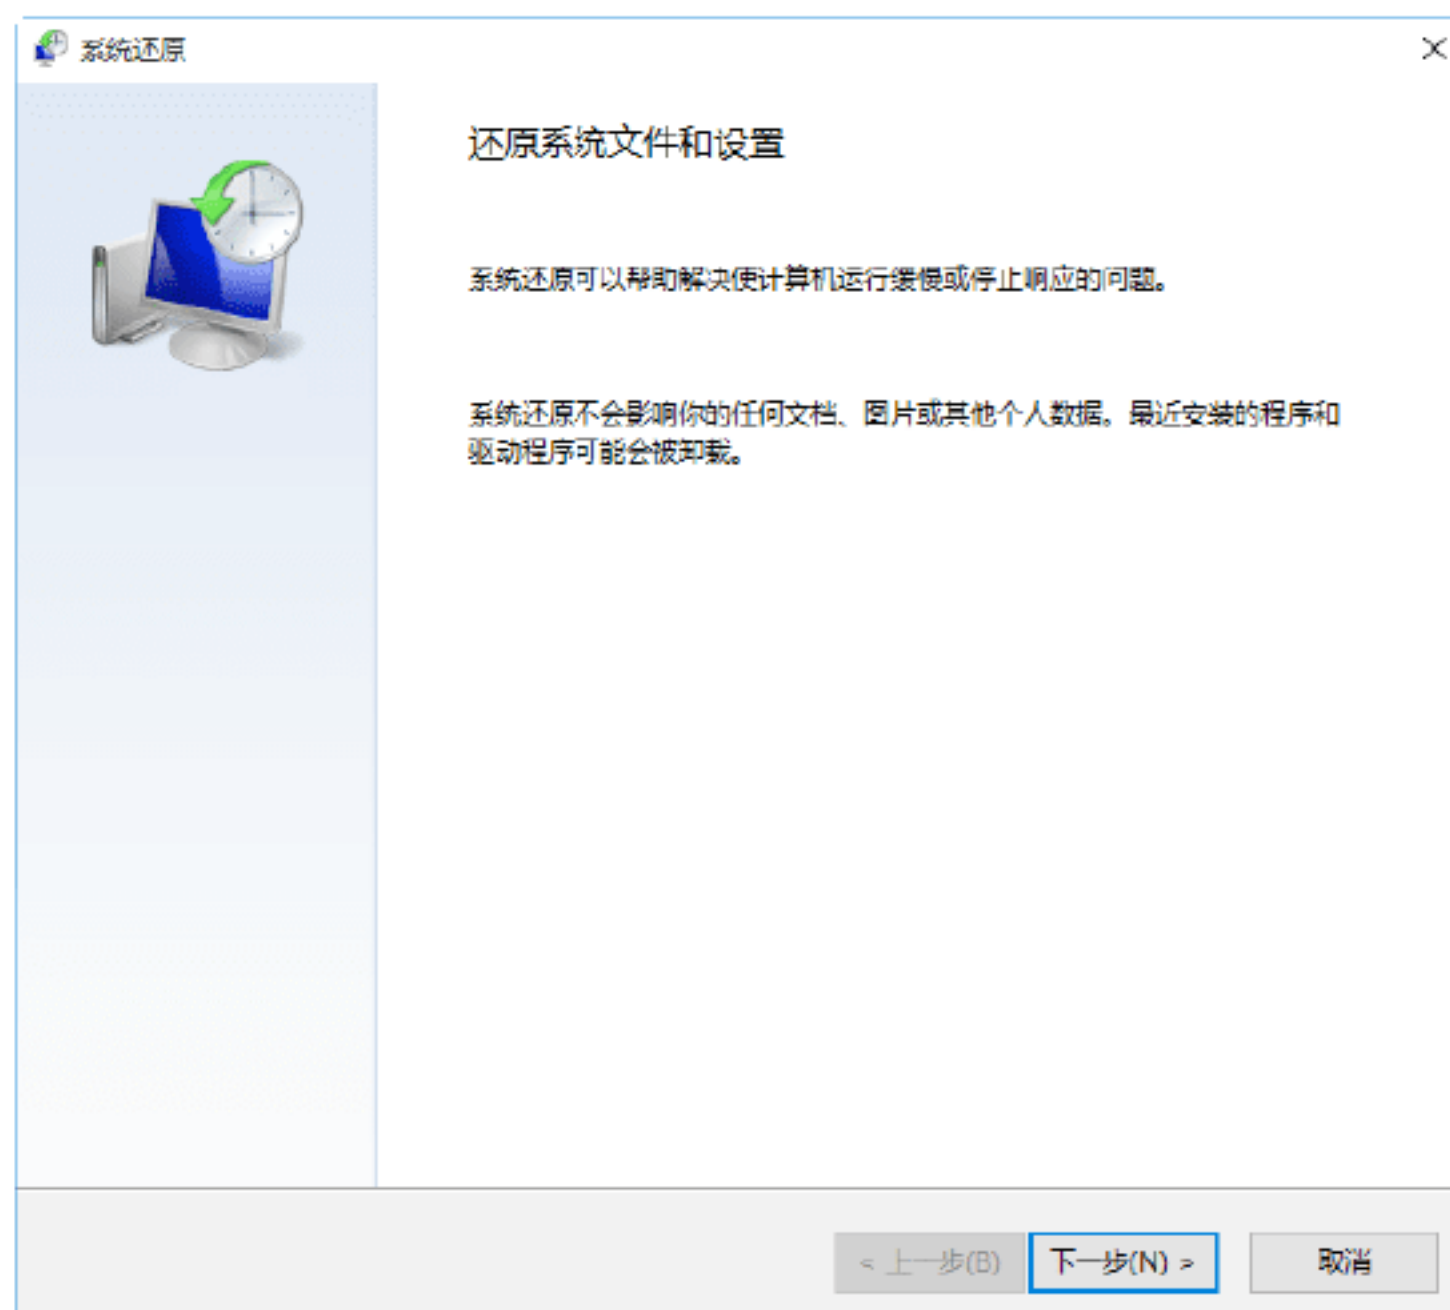 系统还原
还原系统文件和设置
系统还原可以帮助解决使计算机运行缓慢或停止响应的问题。
系统还原不会影响你的任何文档、图片或其他个人数据。最近安装的程序和
驱动程序可能会被卸载。
< 上一步(B)
下一步(N) >
取消